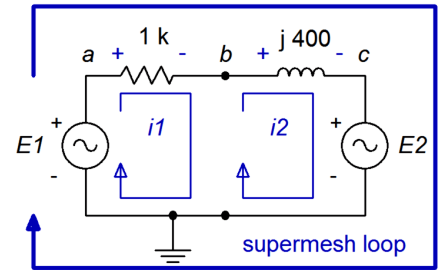 1 k
j 400
a
+
-
b
+
-
c
+
E1
-
i1
i2
+
E2
-
supermesh loop